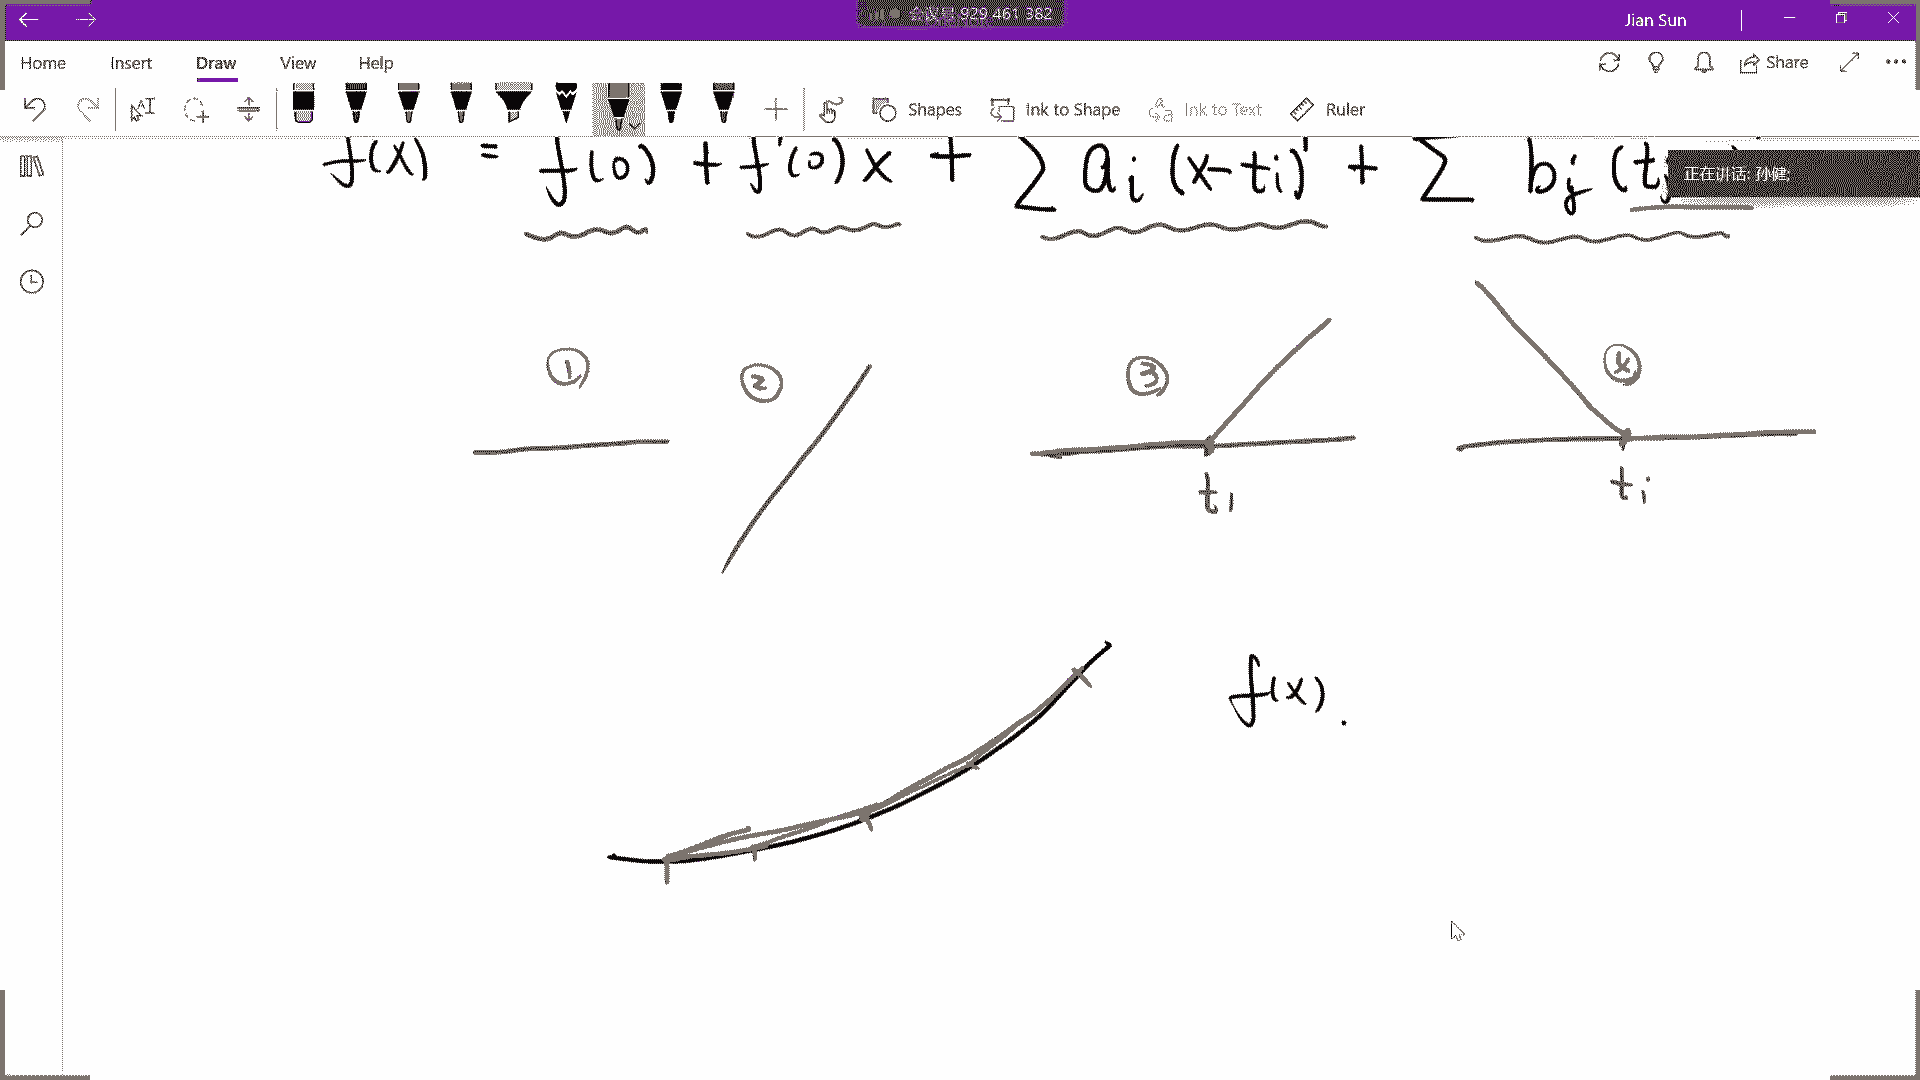 会议号 929 461 382
Jian Sun
Home Insert Draw View Help
Share
Shapes Ink to Shape Ink to Text Ruler
f(x) = f(0) + f'(0) x + ∑ ai (x-ti)' + ∑ bj (tj
正在讲话: 孙健;
① ② ③ ④
t1 ti
f(x).